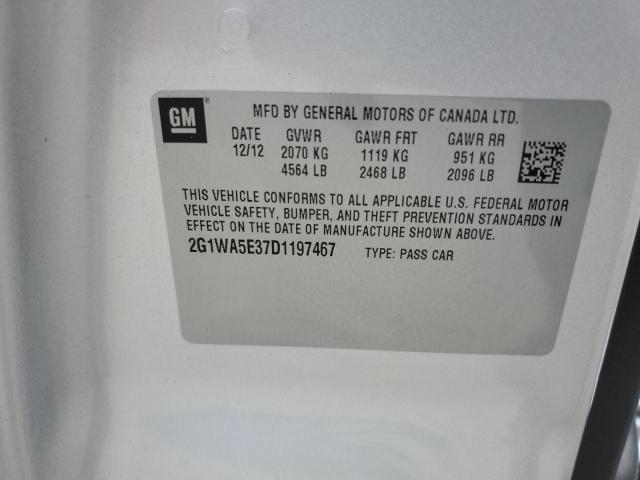 GM
MFD BY GENERAL MOTORS OF CANADA LTD.
DATE GVWR GAWR FRT GAWR RR
12/12 2070 KG 1119 KG 951 KG
4564 LB 2468 LB 2096 LB
THIS VEHICLE CONFORMS TO ALL APPLICABLE U.S. FEDERAL MOTOR
VEHICLE SAFETY, BUMPER, AND THEFT PREVENTION STANDARDS IN
EFFECT ON THE DATE OF MANUFACTURE SHOWN ABOVE.
2G1WA5E37D1197467 TYPE: PASS CAR